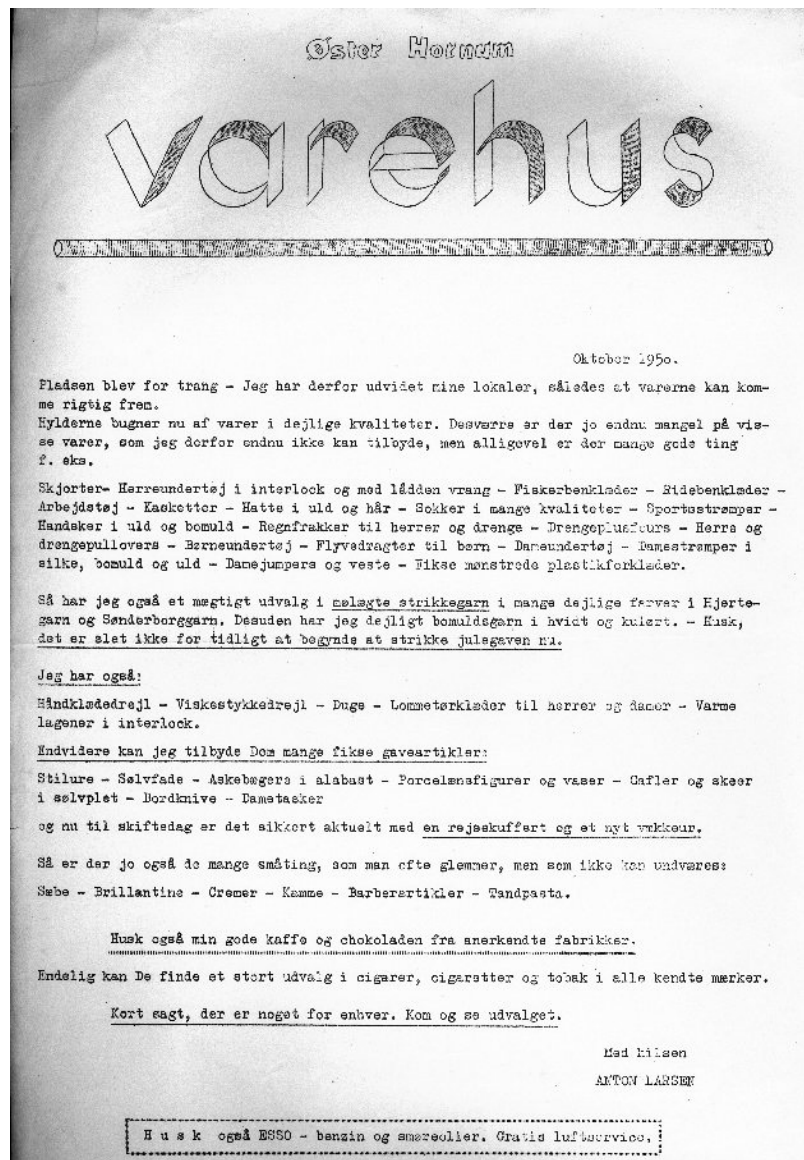 Øster Hornum
varehus
Oktober 195o.
Pladsen blev for trang - Jeg har derfor udvidet mine lokaler, således at varerne kan kom-
me rigtig frem.
Hylderne bugner nu af varer i dejlige kvaliteter. Desværre er der jo endnu mangel på vis-
se varer, som jeg derfor endnu ikke kan tilbyde, men alligevel er der mange gode ting
f. eks.
Skjorter- Herreundertøj i interlock og med lådden vrang - Fiskerbenklæder - Ridebenklæder -
Arbejdstøj - Kasketter - Hatte i uld og hår - Sokker i mange kvaliteter - Sportsstrømper -
Handsker i uld og bomuld - Regnfrakker til herrer og drenge - Drengeplusfours - Herre og
drengepullovers - Børneundertøj - Flyvedragter til børn - Dameundertøj - Damestrømper i
silke, bomuld og uld - Damejumpers og veste - Fikse mønstrede plastikforklæder.
Så har jeg også et mægtigt udvalg i mølægte strikkegarn i mange dejlige farver i Hjerte-
garn og Sønderborggarn. Desuden har jeg dejligt bomuldsgarn i hvidt og kulørt. - Husk,
det er slet ikke for tidligt at begynde at strikke julegaven nu.
Jeg har også:
Håndklædedrejl - Viskestykkedrejl - Duge - Lommetørklæder til herrer og damer - Varme
lagener i interlock.
Endvidere kan jeg tilbyde Dem mange fikse gaveartikler:
Stilure - Sølvfade - Askebægere i alabast - Porcelænsfigurer og vaser - Gafler og skeer
i sølvplet - Bordknive - Dametasker
og nu til skiftedag er det sikkert aktuelt med en rejsekuffert og et nyt vækkeur.
Så er der jo også de mange småting, som man ofte glemmer, men som ikke kan undværes:
Sæbe - Brillantine - Cremer - Kamme - Barberartikler - Tandpasta.
Husk også min gode kaffe og chokoladen fra anerkendte fabrikker.
Endelig kan De finde et stort udvalg i cigarer, cigaretter og tobak i alle kendte mærker.
Kort sagt, der er noget for enhver. Kom og se udvalget.
Med hilsen
ANTON LARSEN
H u s k også ESSO - benzin og smøreolier. Gratis luftservice.